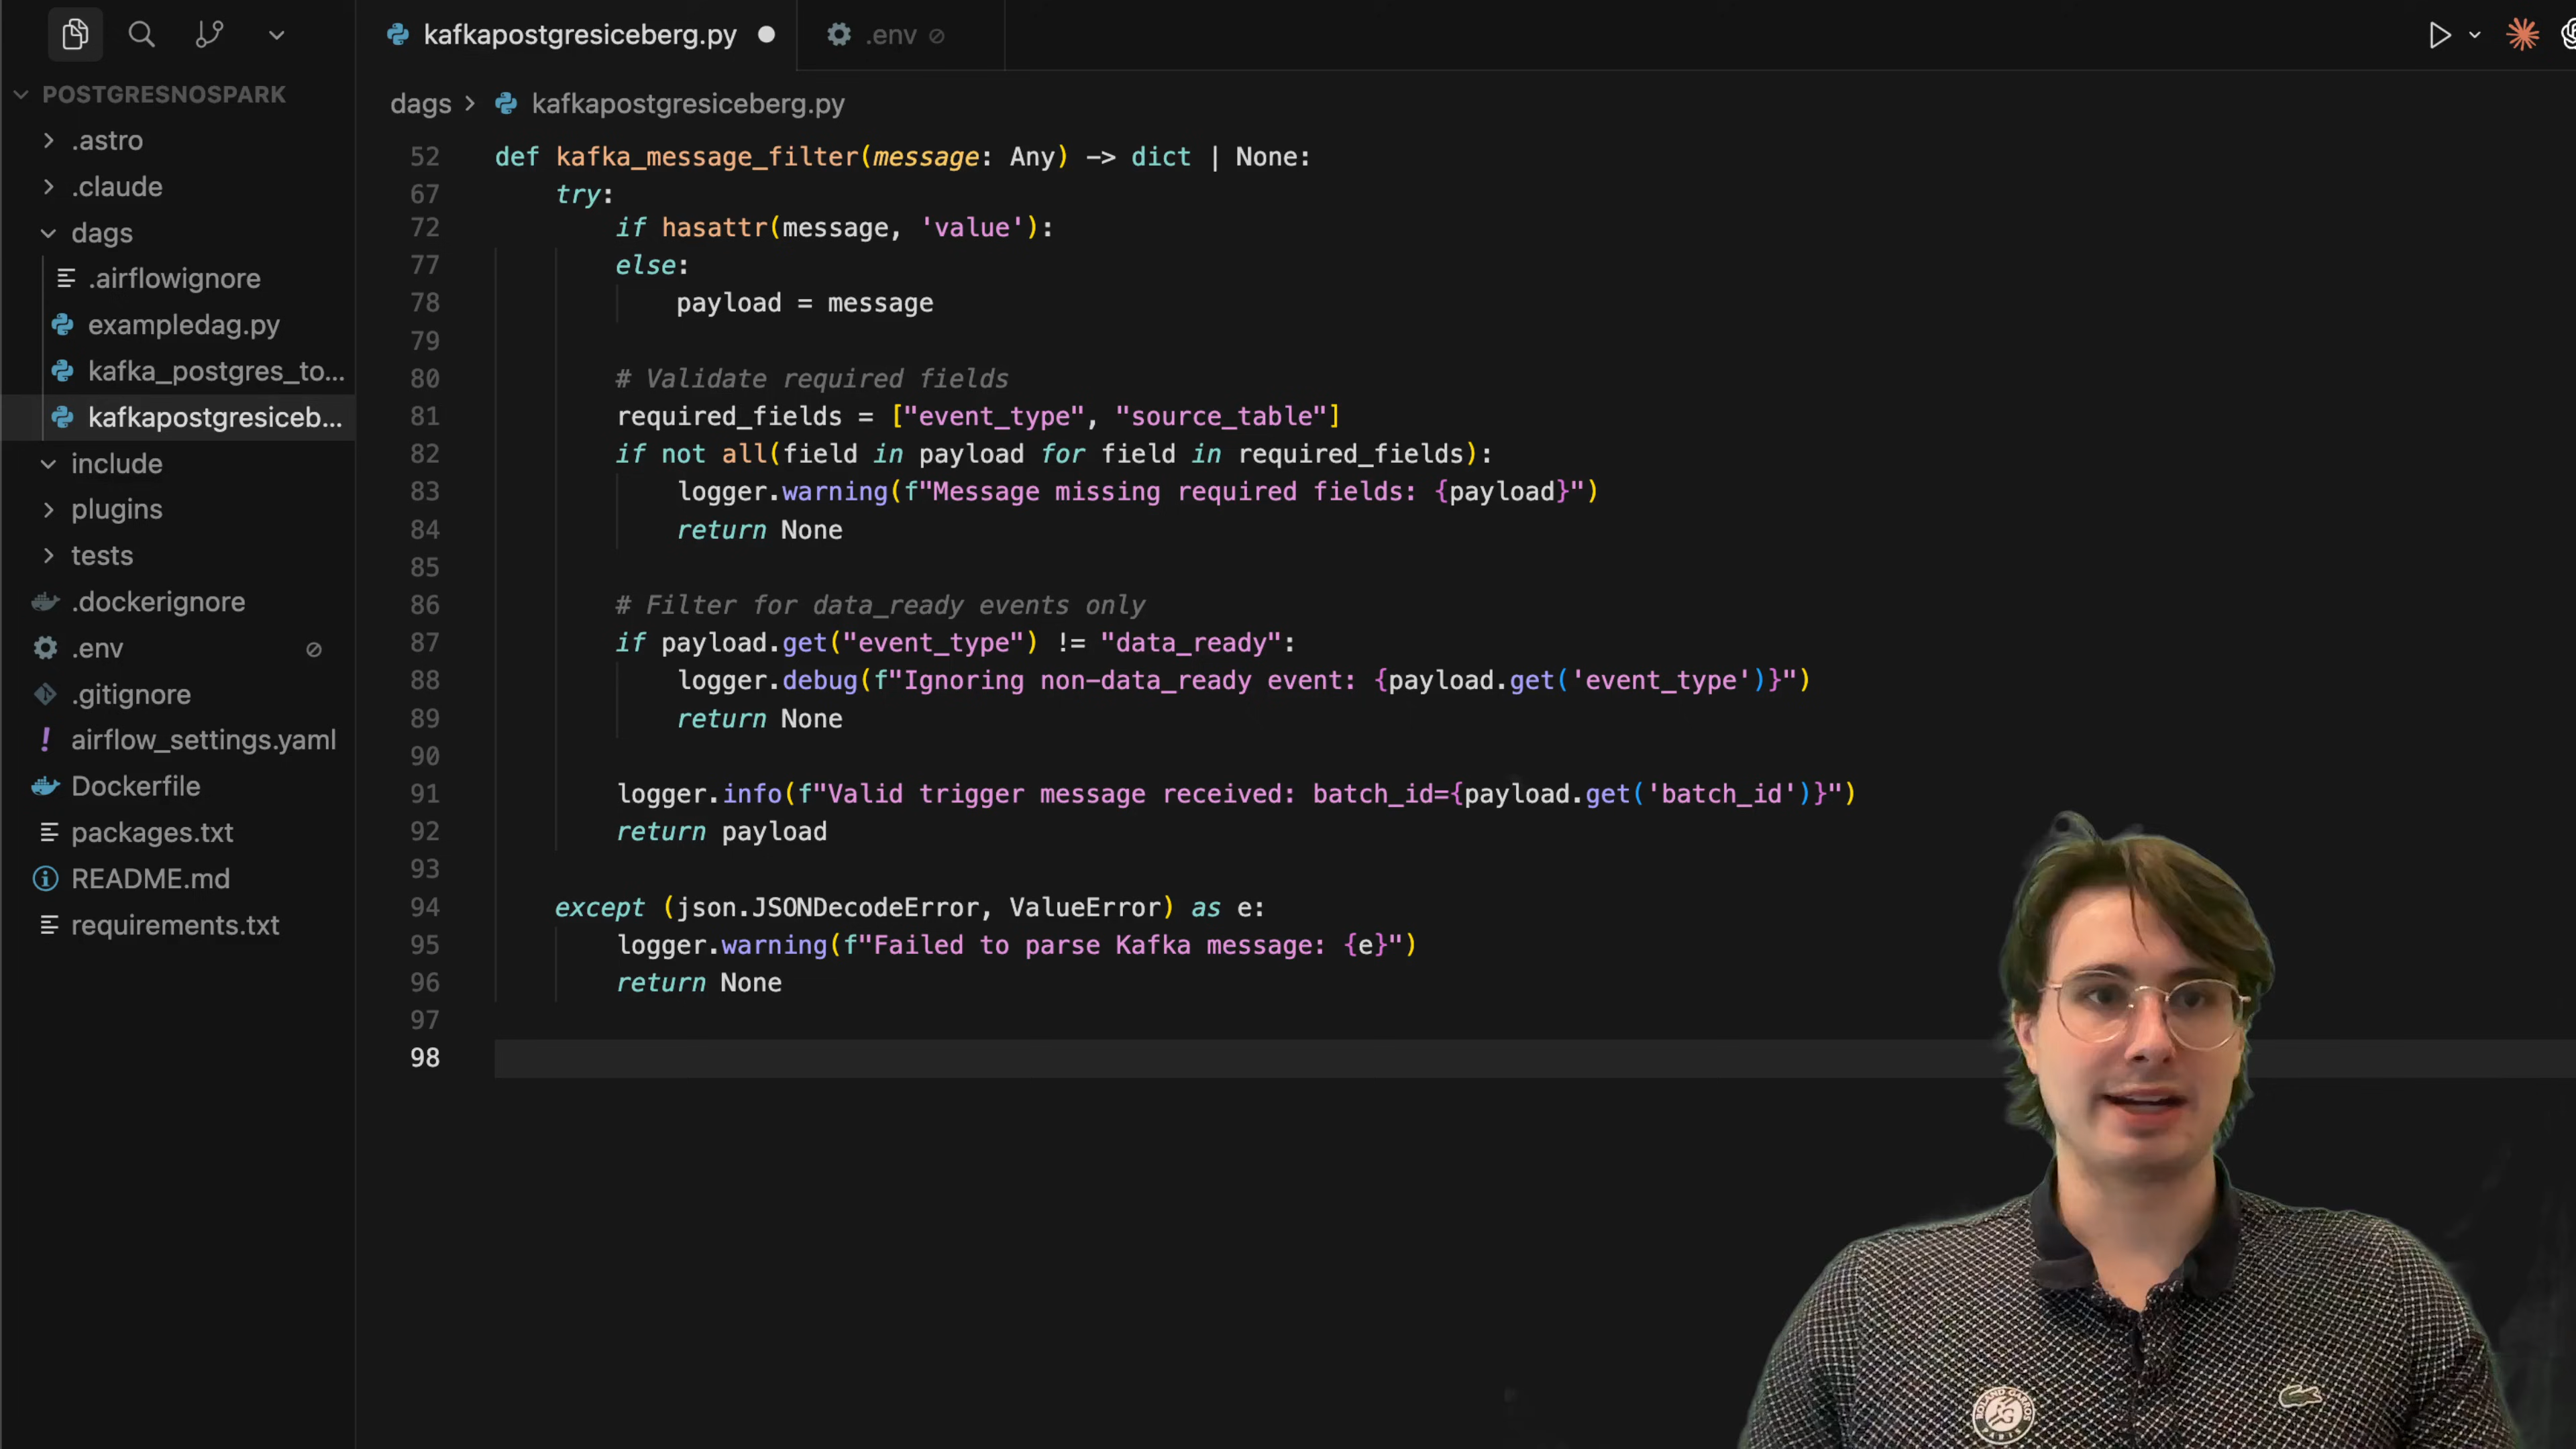 kafkapostgresiceberg.py
.env
POSTGRESNOSPARK
.astro
.claude
dags
.airflowignore
exampledag.py
kafka_postgres_to...
kafkapostgresiceb...
include
plugins
tests
.dockerignore
.env
.gitignore
airflow_settings.yaml
Dockerfile
packages.txt
README.md
requirements.txt
dags > kafkapostgresiceberg.py
52 def kafka_message_filter(message: Any) -> dict | None:
67 try:
72 if hasattr(message, 'value'):
77 else:
78 payload = message
79
80 # Validate required fields
81 required_fields = ["event_type", "source_table"]
82 if not all(field in payload for field in required_fields):
83 logger.warning(f"Message missing required fields: {payload}")
84 return None
85
86 # Filter for data_ready events only
87 if payload.get("event_type") != "data_ready":
88 logger.debug(f"Ignoring non-data_ready event: {payload.get('event_type')}")
89 return None
90
91 logger.info(f"Valid trigger message received: batch_id={payload.get('batch_id')}")
92 return payload
93
94 except (json.JSONDecodeError, ValueError) as e:
95 logger.warning(f"Failed to parse Kafka message: {e}")
96 return None
97
98
ROLAND GARROS
PARIS